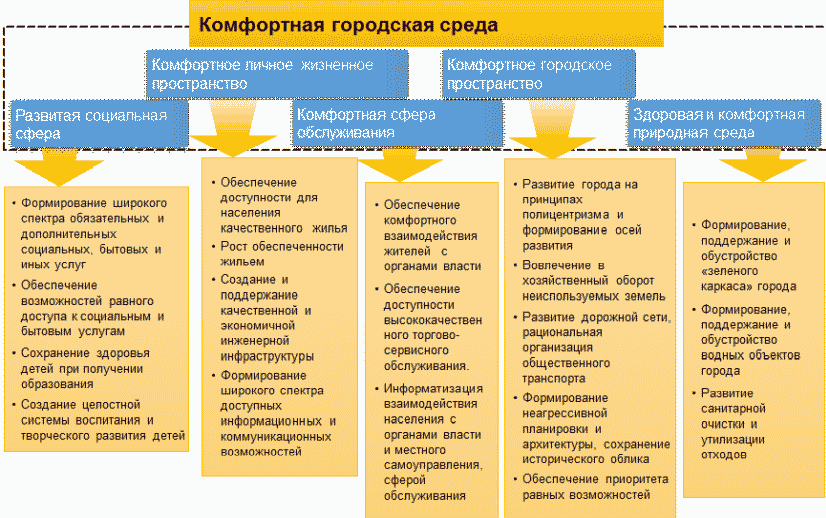 Комфортная городская среда
Комфортное личное жизненное
пространство
Комфортное городское
пространство
Развитая социальная
сфера
Комфортная сфера
обслуживания
Здоровая и комфортная
природная среда
• Формирование широкого
спектра обязательных и
дополнительных
социальных, бытовых и
иных услуг
• Обеспечение
возможностей равного
доступа к социальным и
бытовым услугам
• Сохранение здоровья
детей при получении
образования
• Создание целостной
системы воспитания и
творческого развития детей
• Обеспечение
доступности для
населения
качественного жилья
• Рост обеспеченности
жильем
• Создание и
поддержание
качественной и
экономичной
инженерной
инфраструктуры
• Формирование
широкого спектра
доступных
информационных и
коммуникационных
возможностей
• Обеспечение
комфортного
взаимодействия
жителей с
органами власти
• Обеспечение
доступности
высококачествен
ного торгово-
сервисного
обслуживания.
• Информатизация
взаимодействия
населения с
органами власти
и местного
самоуправления,
сферой
обслуживания
• Развитие города на
принципах
полицентризма и
формирование осей
развития
• Вовлечение в
хозяйственный оборот
неиспользуемых земель
• Развитие дорожной сети,
рациональная
организация
общественного
транспорта
• Формирование
неагрессивной
планировки и
архитектуры, сохранение
исторического облика
• Обеспечение приоритета
равных возможностей
• Формирование,
поддержание и
обустройство
«зеленого
каркаса» города
• Формирование,
поддержание и
обустройство
водных объектов
города
• Развитие
санитарной
очистки и
утилизации
отходов